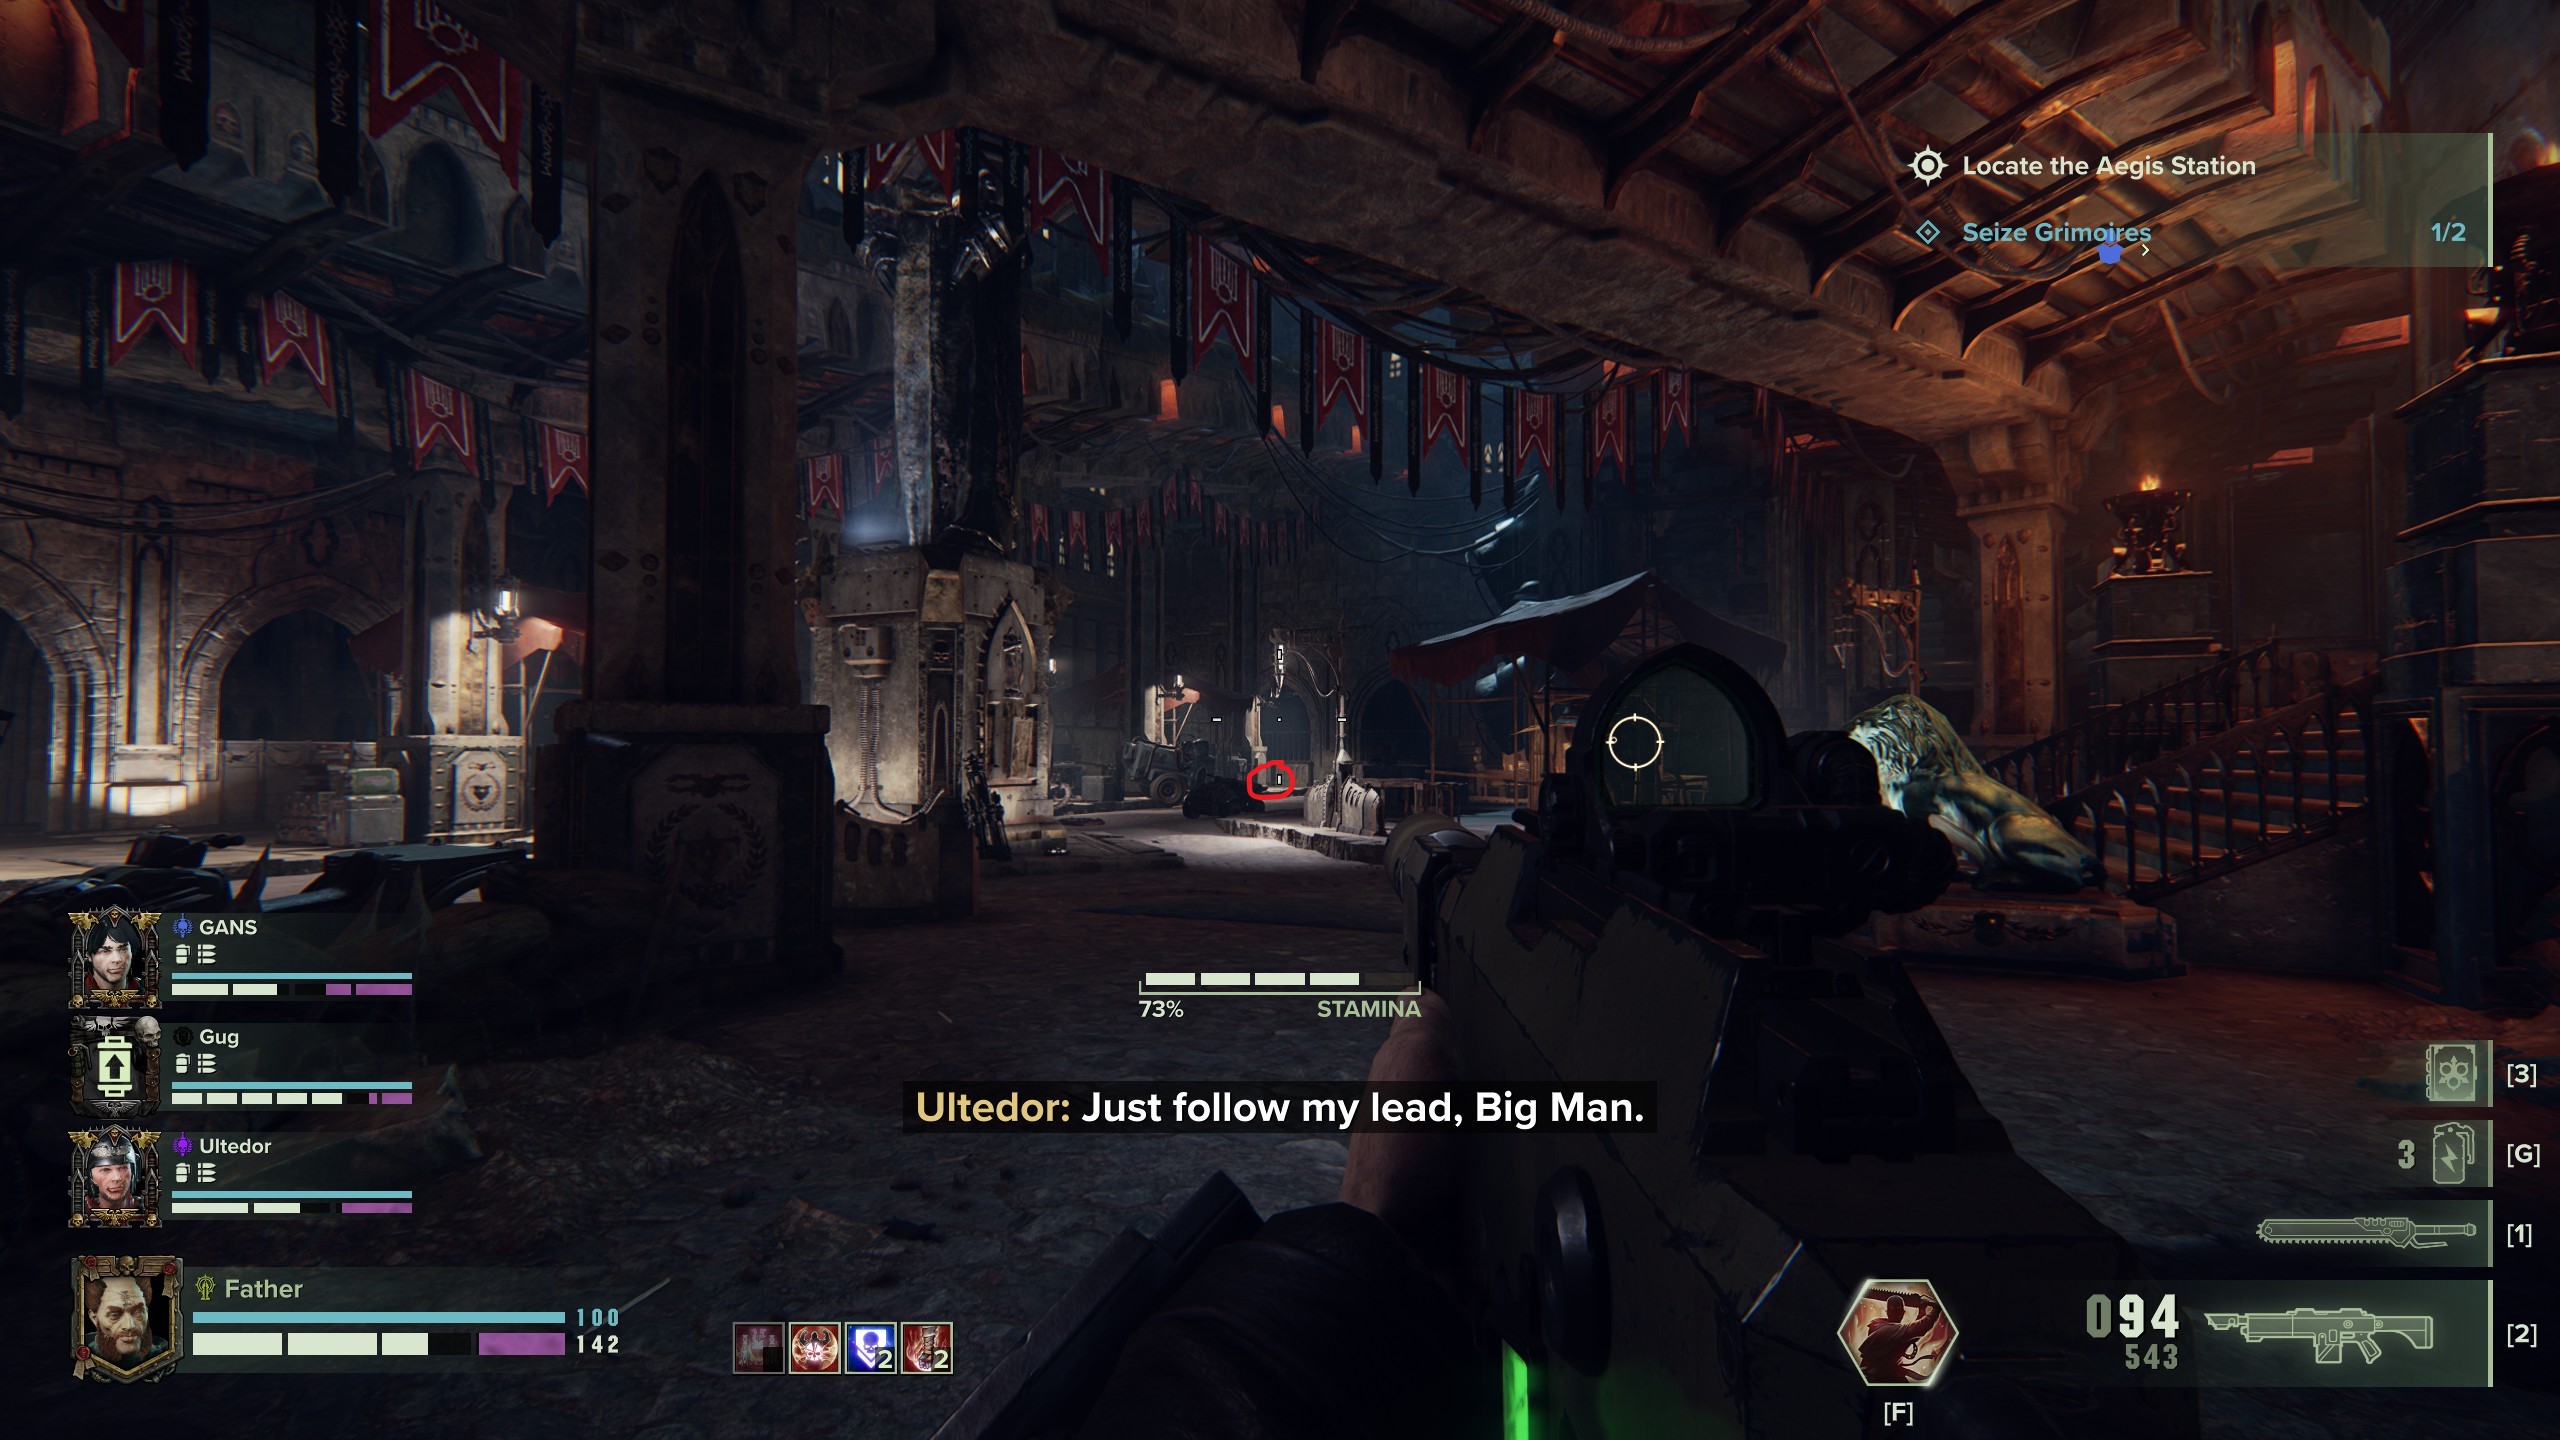 Locate the Aegis Station
Seize Grimoires 1/2
GANS
Gug
73% STAMINA
Ultedor: Just follow my lead, Big Man.
Ultedor
Father
100
142
2
2
[3]
3 [G]
[1]
094
543
[2]
[F]